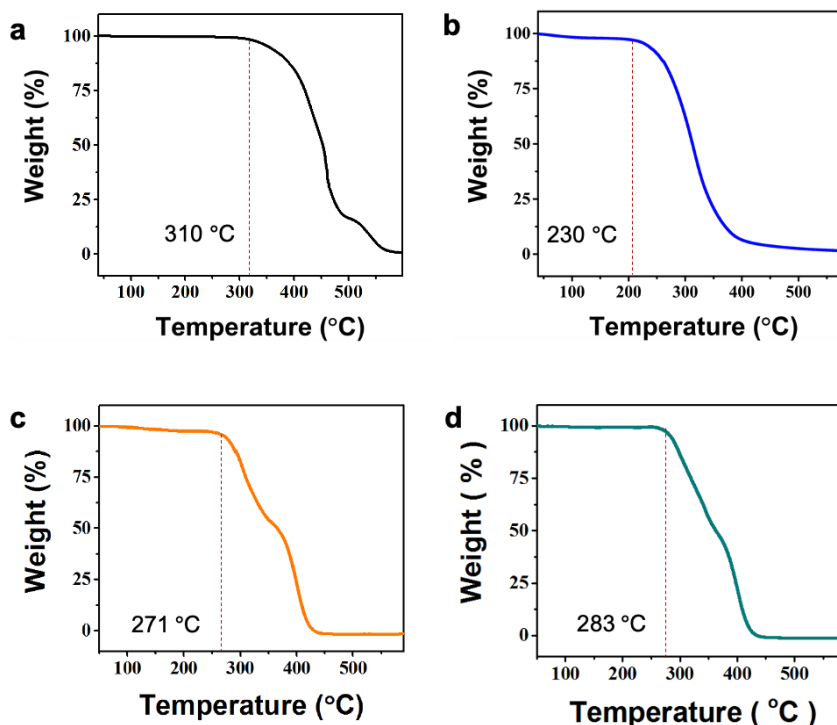 a
Weight (%)
100
75
50
25
0
310 °C
100 200 300 400 500
Temperature (°C)
b
Weight (%)
100
75
50
25
0
230 °C
100 200 300 400 500
Temperature (°C)
c
Weight (%)
100
75
50
25
0
271 °C
100 200 300 400 500
Temperature (°C)
d
Weight ( % )
100
75
50
25
0
283 °C
100 200 300 400 500
Temperature ( °C)